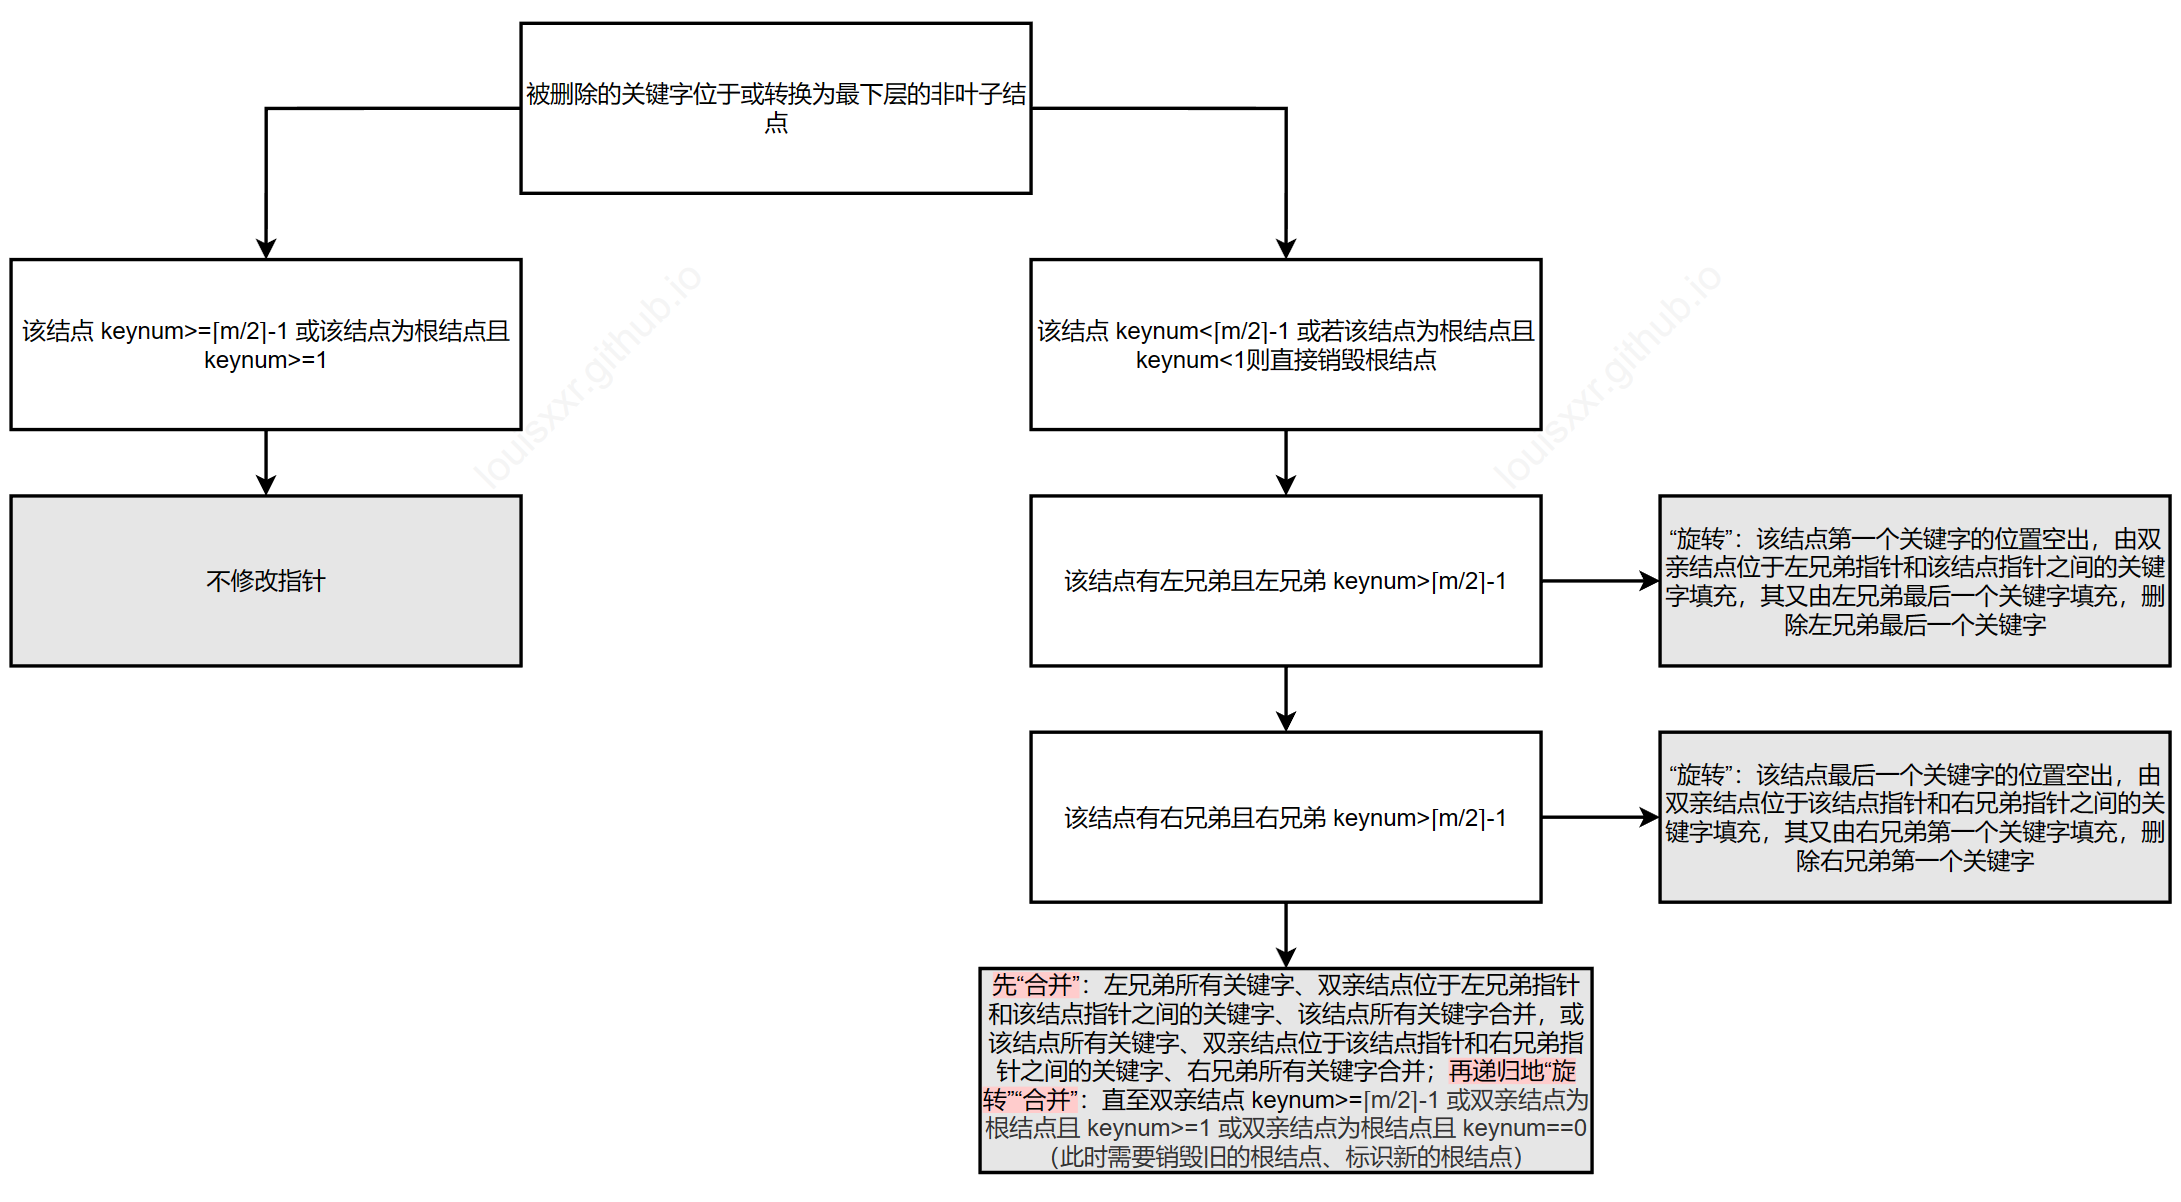 被删除的关键字位于或转换为最下层的非叶子结
点
该结点 keynum>=⌈m/2⌉-1 或该结点为根结点且
keynum>=1
该结点 keynum<⌈m/2⌉-1 或若该结点为根结点且
keynum<1则直接销毁根结点
louisxxr.github.io
louisxxr.github.io
不修改指针
该结点有左兄弟且左兄弟 keynum>⌈m/2⌉-1
“旋转”：该结点第一个关键字的位置空出，由双
亲结点位于左兄弟指针和该结点指针之间的关键
字填充，其又由左兄弟最后一个关键字填充，删
除左兄弟最后一个关键字
该结点有右兄弟且右兄弟 keynum>⌈m/2⌉-1
“旋转”：该结点最后一个关键字的位置空出，由
双亲结点位于该结点指针和右兄弟指针之间的关
键字填充，其又由右兄弟第一个关键字填充，删
除右兄弟第一个关键字
先“合并”：左兄弟所有关键字、双亲结点位于左兄弟指针
和该结点指针之间的关键字、该结点所有关键字合并，或
该结点所有关键字、双亲结点位于该结点指针和右兄弟指
针之间的关键字、右兄弟所有关键字合并；再递归地“旋
转”“合并”：直至双亲结点 keynum>=⌈m/2⌉-1 或双亲结点为
根结点且 keynum>=1 或双亲结点为根结点且 keynum==0
（此时需要销毁旧的根结点、标识新的根结点）